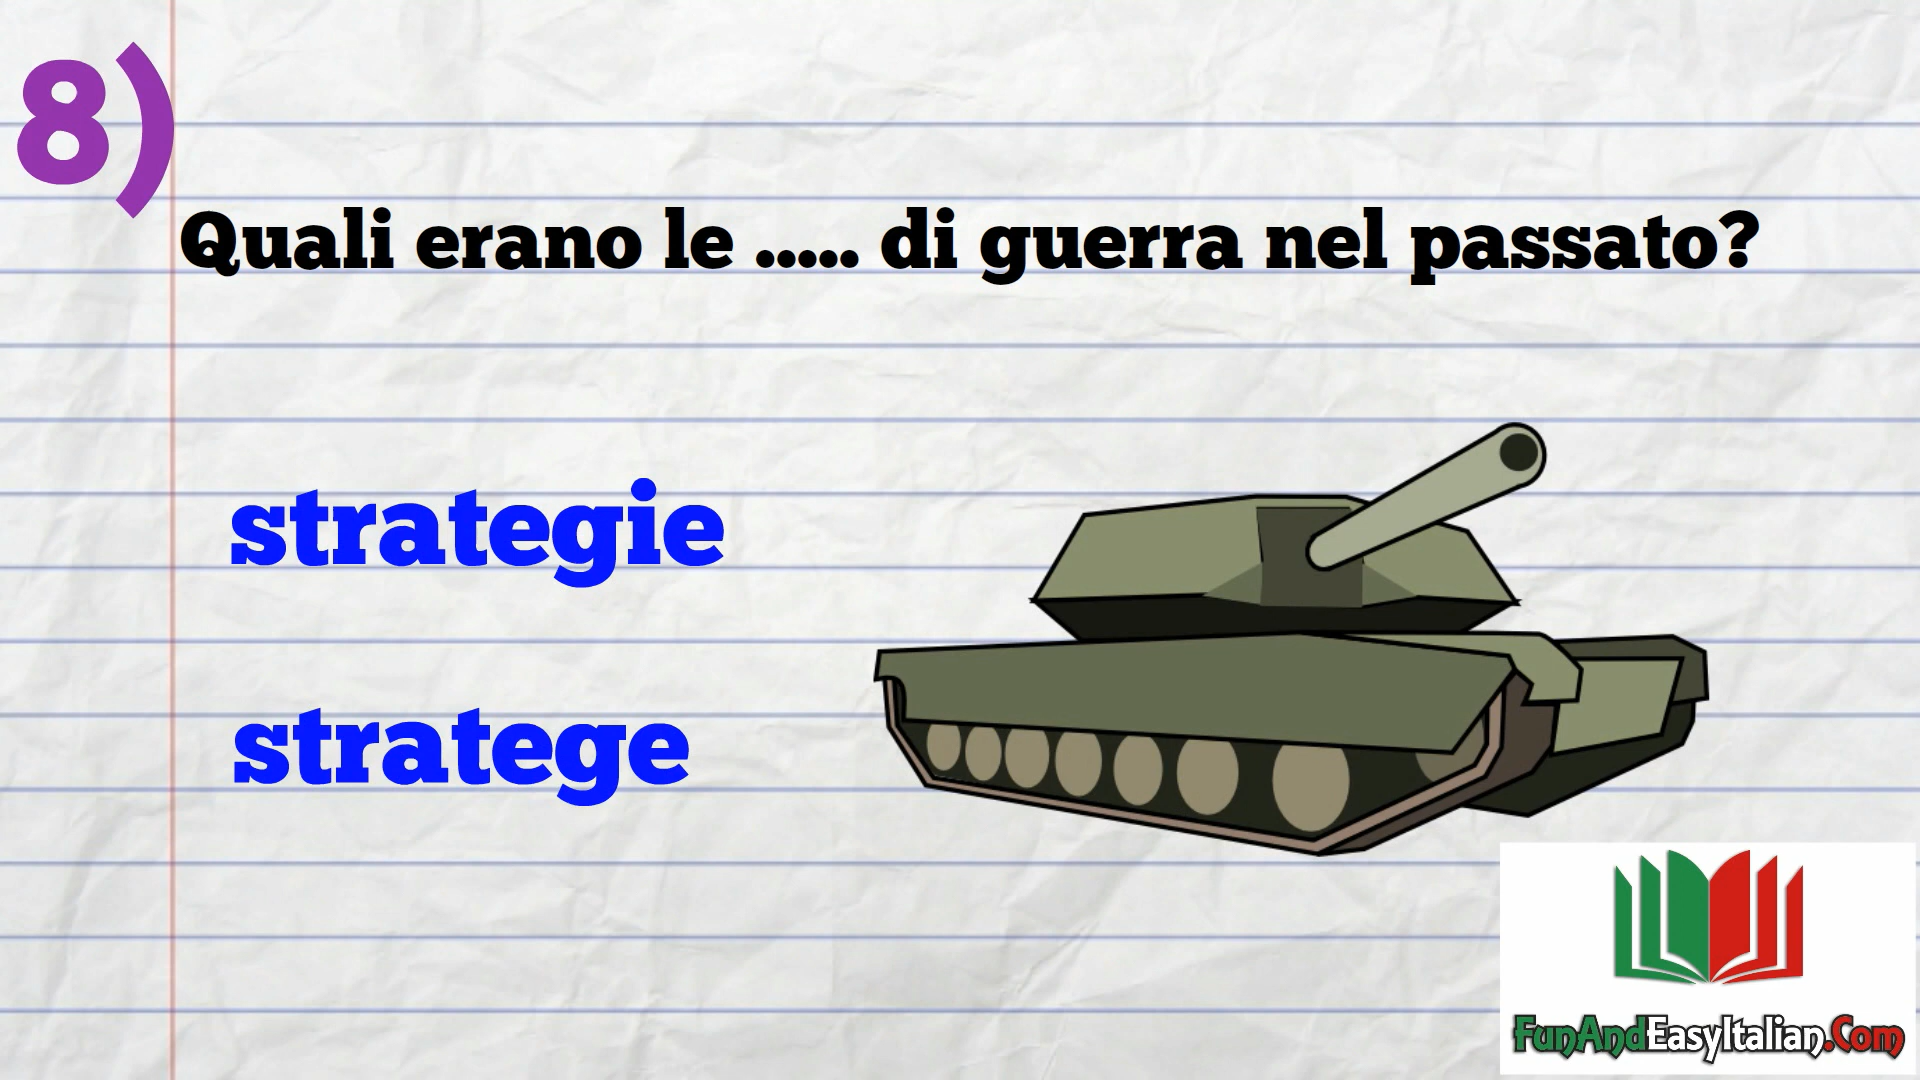 8)
Quali erano le ..... di guerra nel passato?
strategie
stratege
FunAndEasyItalian.Com